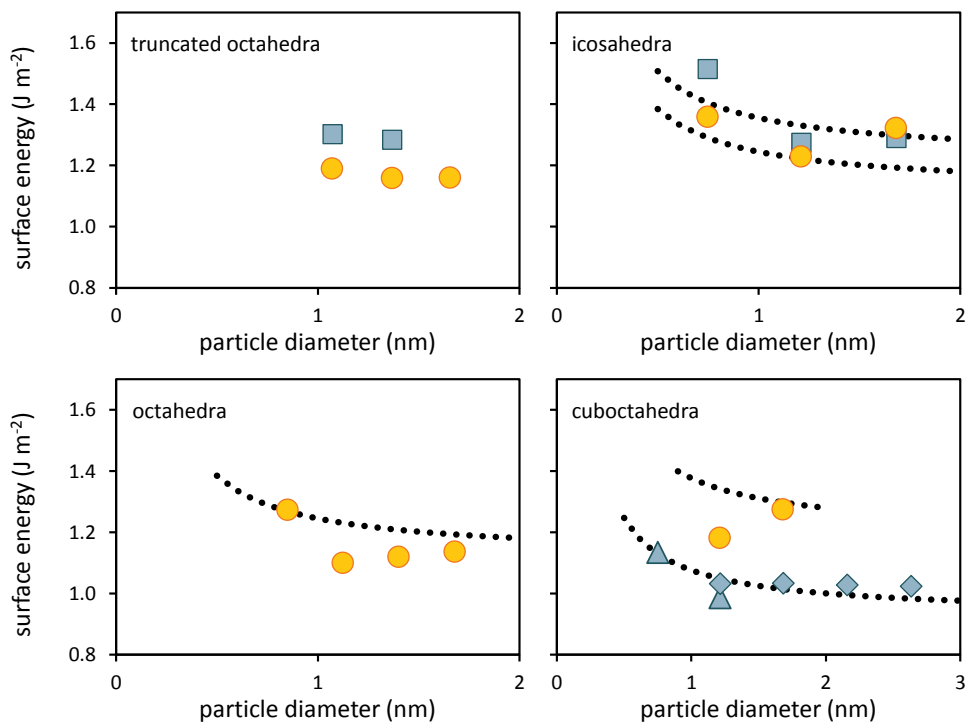 truncated octahedra
surface energy (J m-2)
1.6
1.4
1.2
1.0
0.8
0
1
2
particle diameter (nm)
icosahedra
0
1
2
particle diameter (nm)
octahedra
surface energy (J m-2)
1.6
1.4
1.2
1.0
0.8
0
1
2
particle diameter (nm)
cuboctahedra
0
1
2
3
particle diameter (nm)